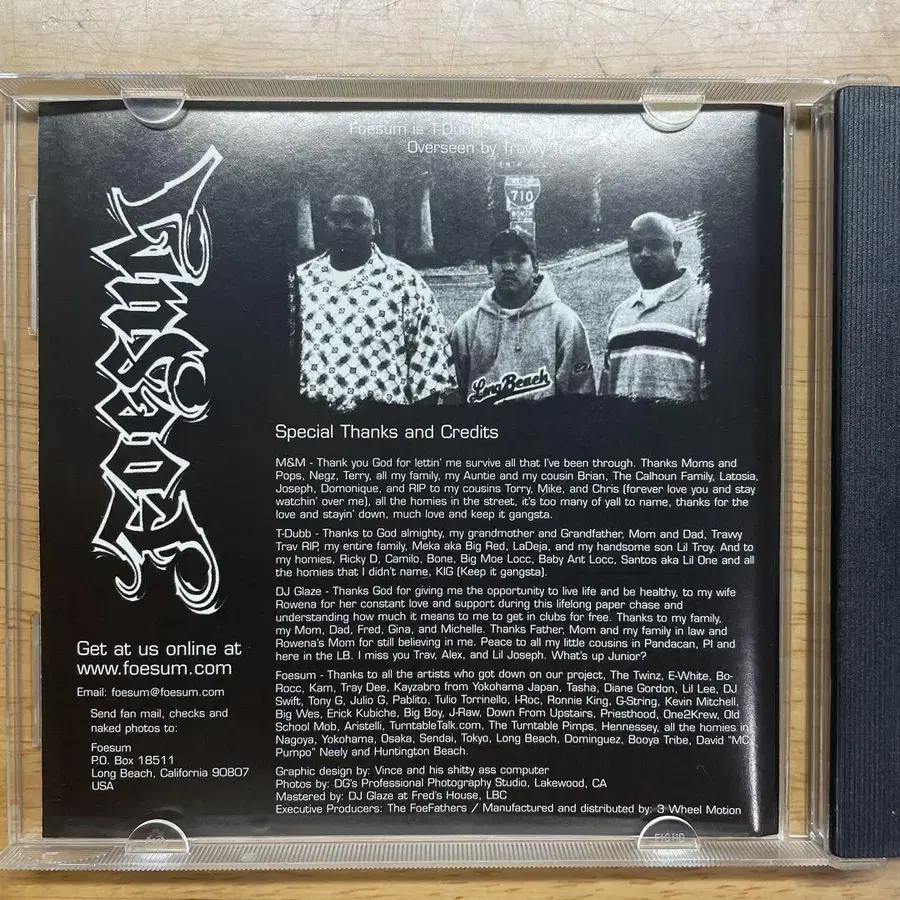 Foesum is T-Dubb
Overseen by Travvy Trav
710
NORTH
Long Beach
FOESUM
Special Thanks and Credits
M&M - Thank you God for lettin' me survive all that I've been through. Thanks Moms and
Pops, Negz, Terry, all my family, my Auntie and my cousin Brian, The Calhoun Family, Latosia,
Joseph, Domonique, and RIP to my cousins Torry, Mike, and Chris (forever love you and stay
watchin' over me), all the homies in the street, it's too many of yall to name, thanks for the
love and stayin' down, much love and keep it gangsta.
T-Dubb - Thanks to God almighty, my grandmother and Grandfather, Mom and Dad, Travvy
Trav RIP, my entire family, Meka aka Big Red, LaDeja, and my handsome son Lil Troy. And to
my homies, Ricky D, Camilo, Bone, Big Moe Locc, Baby Ant Locc, Santos aka Lil One and all
the homies that I didn't name, KIG (Keep it gangsta).
DJ Glaze - Thanks God for giving me the opportunity to live life and be healthy, to my wife
Rowena for her constant love and support during this lifelong paper chase and
understanding how much it means to me to get in clubs for free. Thanks to my family,
my Mom, Dad, Fred, Gina, and Michelle. Thanks Father, Mom and my family in law and
Rowena's Mom for still believing in me. Peace to all my little cousins in Pandacan, PI and
here in the LB. I miss you Trav, Alex, and Lil Joseph. What's up Junior?
Foesum - Thanks to all the artists who got down on our project, The Twinz, E-White, Bo-
Rocc, Kam, Tray Dee, Kayzabro from Yokohama Japan, Tasha, Diane Gordon, Lil Lee, DJ
Swift, Tony G, Julio G, Pablito, Tulio Torrinello, I-Roc, Ronnie King, G-String, Kevin Mitchell,
Big Wes, Erick Kubiche, Big Boy, J-Raw, Down From Upstairs, Priesthood, One2Krew, Old
School Mob, Aristelli, TurntableTalk.com, The Turntable Pimps, Hennessey, all the homies in
Nagoya, Yokohama, Osaka, Sendai, Tokyo, Long Beach, Dominguez, Booya Tribe, David "MC
Pumpo" Neely and Huntington Beach.
Graphic design by: Vince and his shitty ass computer
Photos by: DG's Professional Photography Studio, Lakewood, CA
Mastered by: DJ Glaze at Fred's House, LBC
Executive Producers: The FoeFathers / Manufactured and distributed by: 3 Wheel Motion
Get at us online at
www.foesum.com
Email: foesum@foesum.com
Send fan mail, checks and
naked photos to:
Foesum
P.O. Box 18511
Long Beach, California 90807
USA